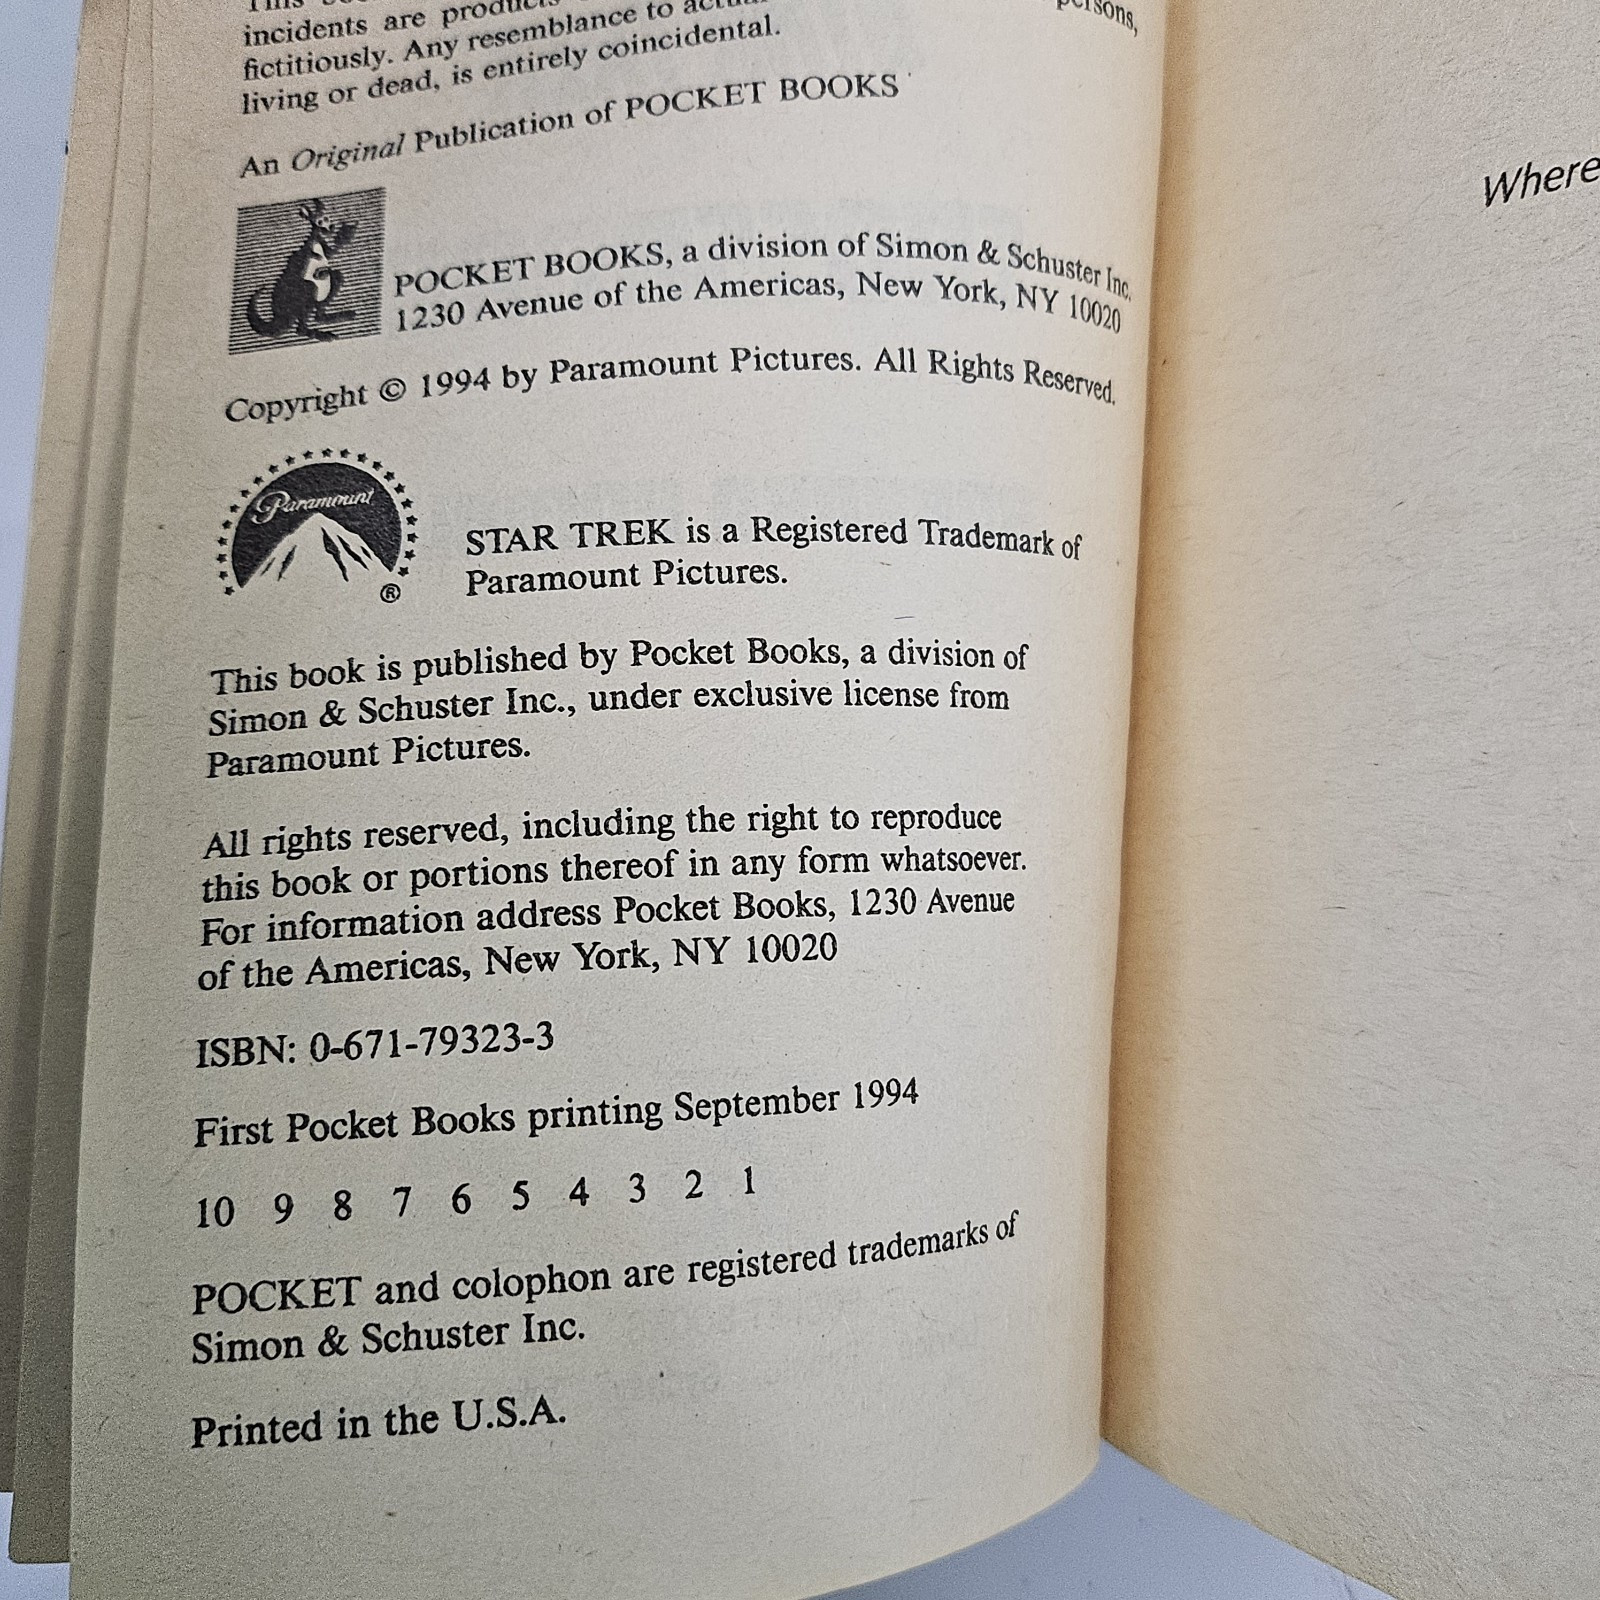 This
incidents are products
fictitiously. Any resemblance to actual persons,
living or dead, is entirely coincidental.
An Original Publication of POCKET BOOKS
POCKET BOOKS, a division of Simon & Schuster Inc.
1230 Avenue of the Americas, New York, NY 10020
Copyright © 1994 by Paramount Pictures. All Rights Reserved.
Paramount
®
STAR TREK is a Registered Trademark of
Paramount Pictures.
This book is published by Pocket Books, a division of
Simon & Schuster Inc., under exclusive license from
Paramount Pictures.
All rights reserved, including the right to reproduce
this book or portions thereof in any form whatsoever.
For information address Pocket Books, 1230 Avenue
of the Americas, New York, NY 10020
ISBN: 0-671-79323-3
First Pocket Books printing September 1994
10 9 8 7 6 5 4 3 2 1
POCKET and colophon are registered trademarks of
Simon & Schuster Inc.
Printed in the U.S.A.
Where